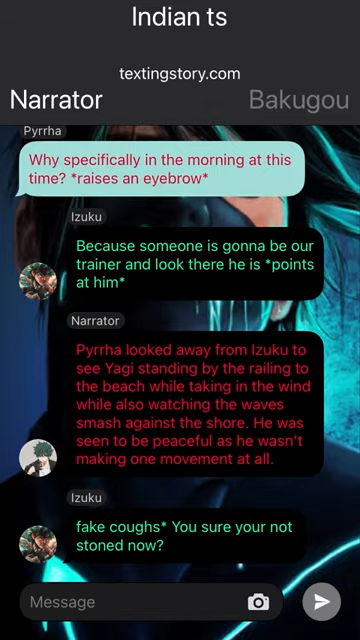 Indian ts
textingstory.com
Narrator
Bakugou
Pyrrha
Why specifically in the morning at this
time? *raises an eyebrow*
Izuku
Because someone is gonna be our
trainer and look there he is *points
at him*
Narrator
Pyrrha looked away from Izuku to
see Yagi standing by the railing to
the beach while taking in the wind
while also watching the waves
smash against the shore. He was
seen to be peaceful as he wasn't
making one movement at all.
Izuku
fake coughs* You sure your not
stoned now?
Message